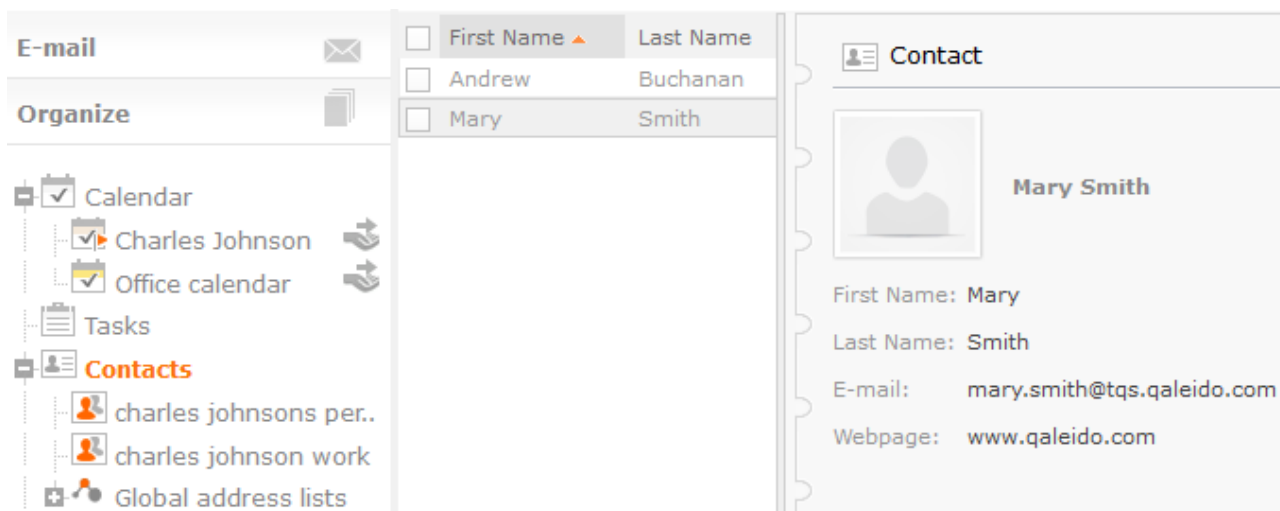 E-mail
Organize
Calendar
Charles Johnson
Office calendar
Tasks
Contacts
charles johnsons per..
charles johnson work
Global address lists
First Name Last Name
Andrew Buchanan
Mary Smith
Contact
Mary Smith
First Name: Mary
Last Name: Smith
E-mail: mary.smith@tqs.qaleido.com
Webpage: www.qaleido.com